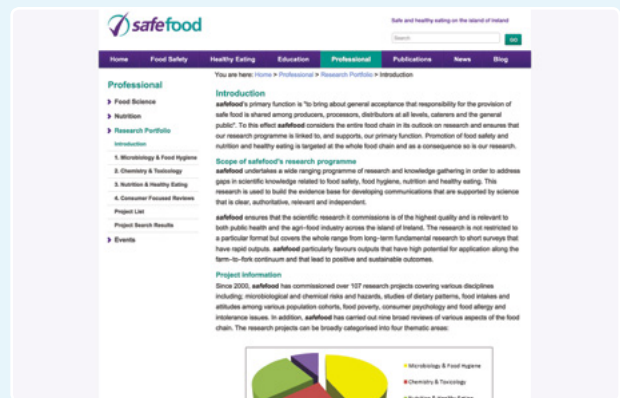 safefood
Safe and healthy eating on the island of Ireland
Search
GO
Home Food Safety Healthy Eating Education Professional Publications News Blog
You are here: Home > Professional > Research Portfolio > Introduction
Professional
Food Science
Nutrition
Research Portfolio
Introduction
1. Microbiology & Food Hygiene
2. Chemistry & Toxicology
3. Nutrition & Healthy Eating
4. Consumer Focused Reviews
Project List
Project Search Results
Events
Introduction
safefood's primary function is "to bring about general acceptance that responsibility for the provision of
safe food is shared among producers, processors, distributors at all levels, caterers and the general
public". To this effect safefood considers the entire food chain in its outlook on research and ensures that
our research programme is linked to, and supports, our primary function. Promotion of food safety and
nutrition and healthy eating is targeted at the whole food chain and as a consequence so is our research.
Scope of safefood's research programme
safefood undertakes a wide ranging programme of research and knowledge gathering in order to address
gaps in scientific knowledge related to food safety, food hygiene, nutrition and healthy eating. This
research is used to build the evidence base for developing communications that are supported by science
that is clear, authoritative, relevant and independent.
safefood ensures that the scientific research it commissions is of the highest quality and is relevant to
both public health and the agri-food industry across the island of Ireland. The research is not restricted to
a particular format but covers the whole range from long-term fundamental research to short surveys that
have rapid outputs. safefood particularly favours outputs that have high potential for application along the
farm-to-fork continuum and that lead to positive and sustainable outcomes.
Project information
Since 2000, safefood has commissioned over 107 research projects covering various disciplines
including; microbiological and chemical risks and hazards, studies of dietary patterns, food intakes and
attitudes among various population cohorts, food poverty, consumer psychology and food allergy and
intolerance issues. In addition, safefood has carried out nine broad reviews of various aspects of the food
chain. The research projects can be broadly categorised into four thematic areas:
Microbiology & Food Hygiene
Chemistry & Toxicology